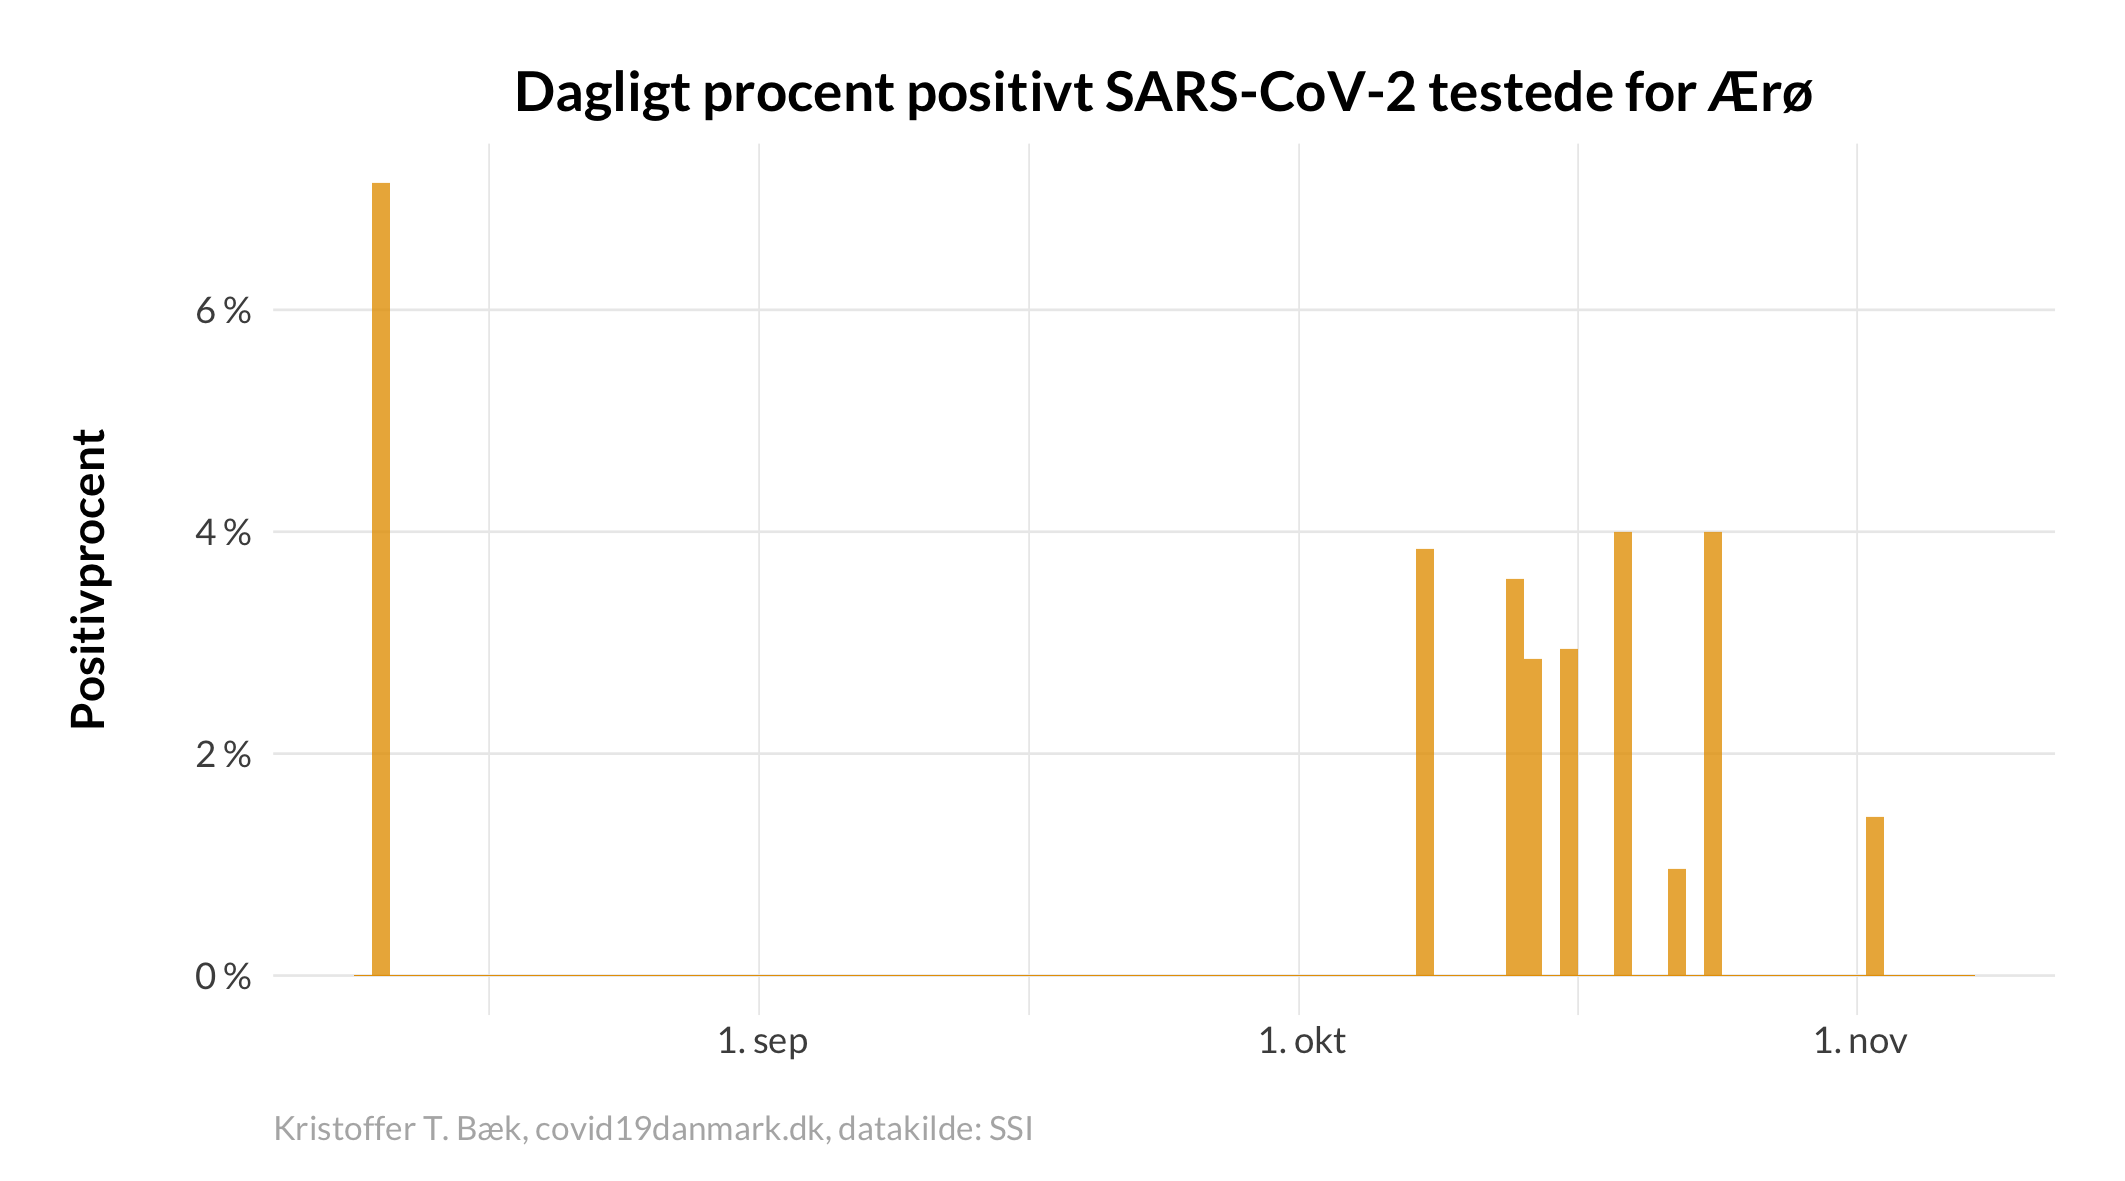 Dagligt procent positivt SARS-CoV-2 testede for Ærø
Positivprocent
6 %
4 %
2 %
0 %
1. sep
1. okt
1. nov
Kristoffer T. Bæk, covid19danmark.dk, datakilde: SSI